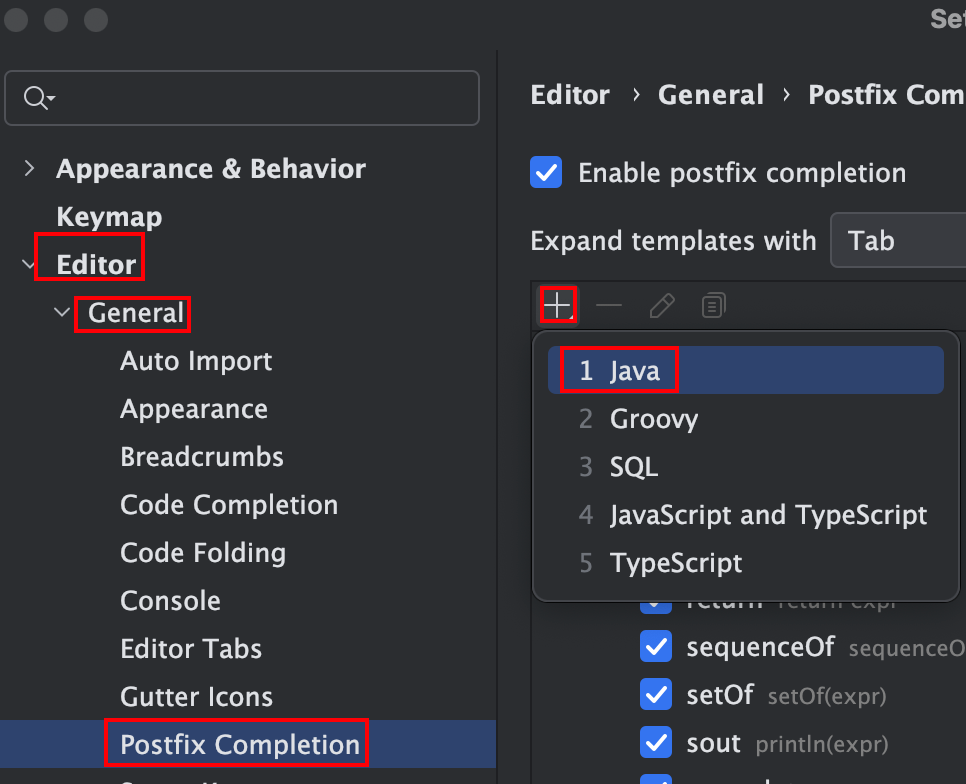 Set
Editor › General › Postfix Com
Appearance & Behavior
Keymap
Editor
General
Auto Import
Appearance
Breadcrumbs
Code Completion
Code Folding
Console
Editor Tabs
Gutter Icons
Postfix Completion
Enable postfix completion
Expand templates with Tab
1 Java
2 Groovy
3 SQL
4 JavaScript and TypeScript
5 TypeScript
return return expr
sequenceOf sequenceO
setOf setOf(expr)
sout println(expr)